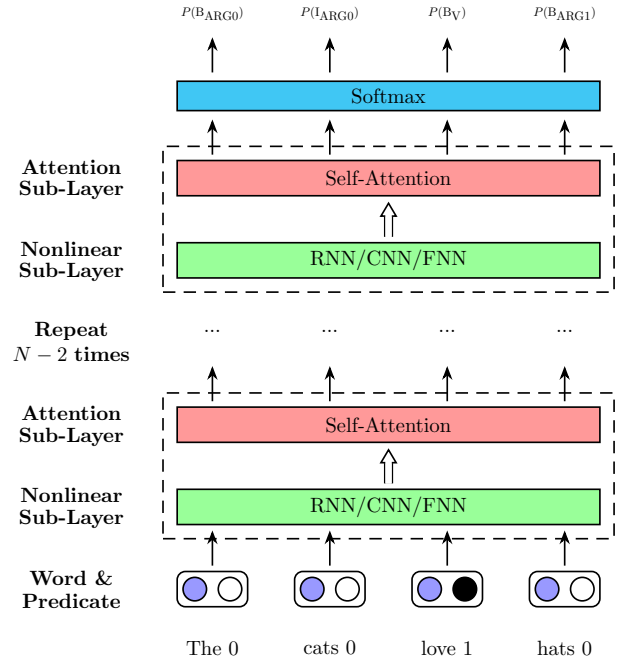 P(B_ARG0) P(I_ARG0) P(B_V) P(B_ARG1)
Softmax
Attention
Sub-Layer
Self-Attention
Nonlinear
Sub-Layer
RNN/CNN/FNN
Repeat
N − 2 times
... ... ... ...
Attention
Sub-Layer
Self-Attention
Nonlinear
Sub-Layer
RNN/CNN/FNN
Word &
Predicate
The 0 cats 0 love 1 hats 0